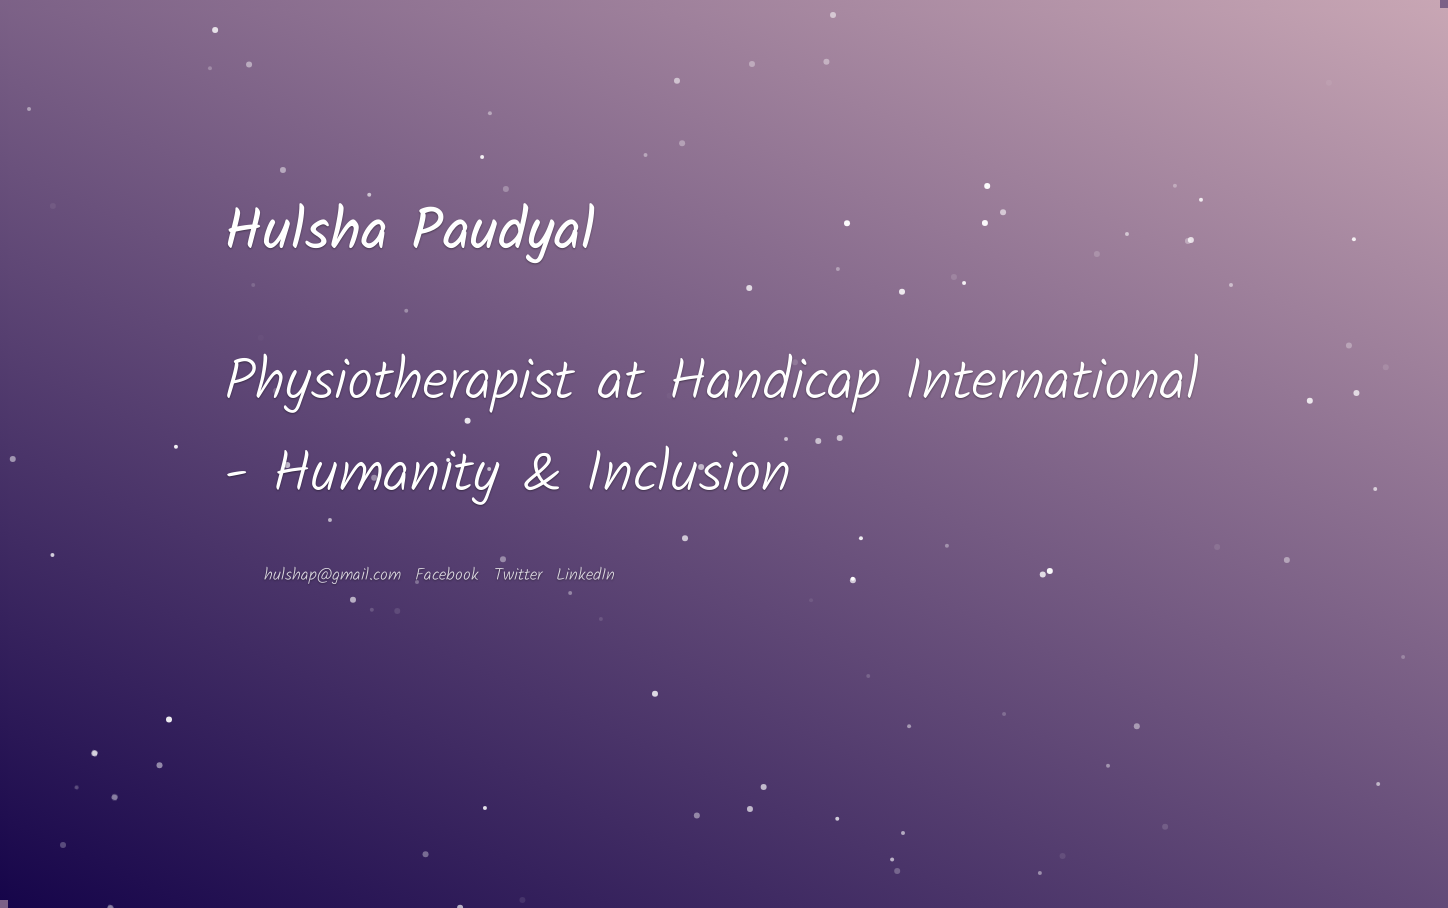 Hulsha Paudyal
Physiotherapist at Handicap International
- Humanity & Inclusion
hulshap@gmail.com Facebook Twitter LinkedIn